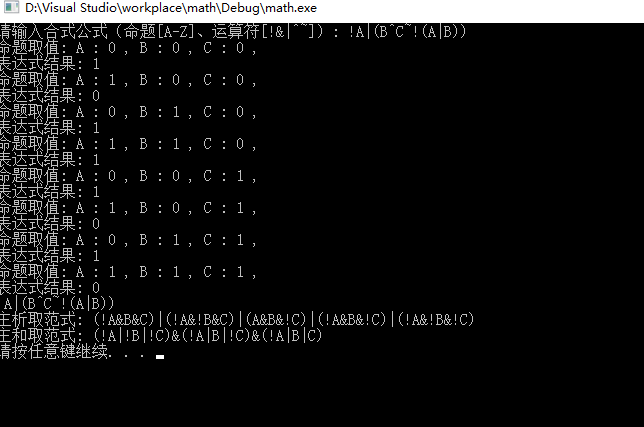 D:\Visual Studio\workplace\math\Debug\math.exe
请输入合式公式（命题[A-Z]、运算符[!&|^~]）: !A|(B^C~!(A|B))
命题取值: A : 0 , B : 0 , C : 0 ,
表达式结果: 1
命题取值: A : 1 , B : 0 , C : 0 ,
表达式结果: 0
命题取值: A : 0 , B : 1 , C : 0 ,
表达式结果: 1
命题取值: A : 1 , B : 1 , C : 0 ,
表达式结果: 1
命题取值: A : 0 , B : 0 , C : 1 ,
表达式结果: 1
命题取值: A : 1 , B : 0 , C : 1 ,
表达式结果: 0
命题取值: A : 0 , B : 1 , C : 1 ,
表达式结果: 1
命题取值: A : 1 , B : 1 , C : 1 ,
表达式结果: 0
A|(B^C~!(A|B))
主析取范式: (!A&B&C)|(!A&!B&C)|(A&B&!C)|(!A&B&!C)|(!A&!B&!C)
主和取范式: (!A|!B|!C)&(!A|B|!C)&(!A|B|C)
请按任意键继续. . .